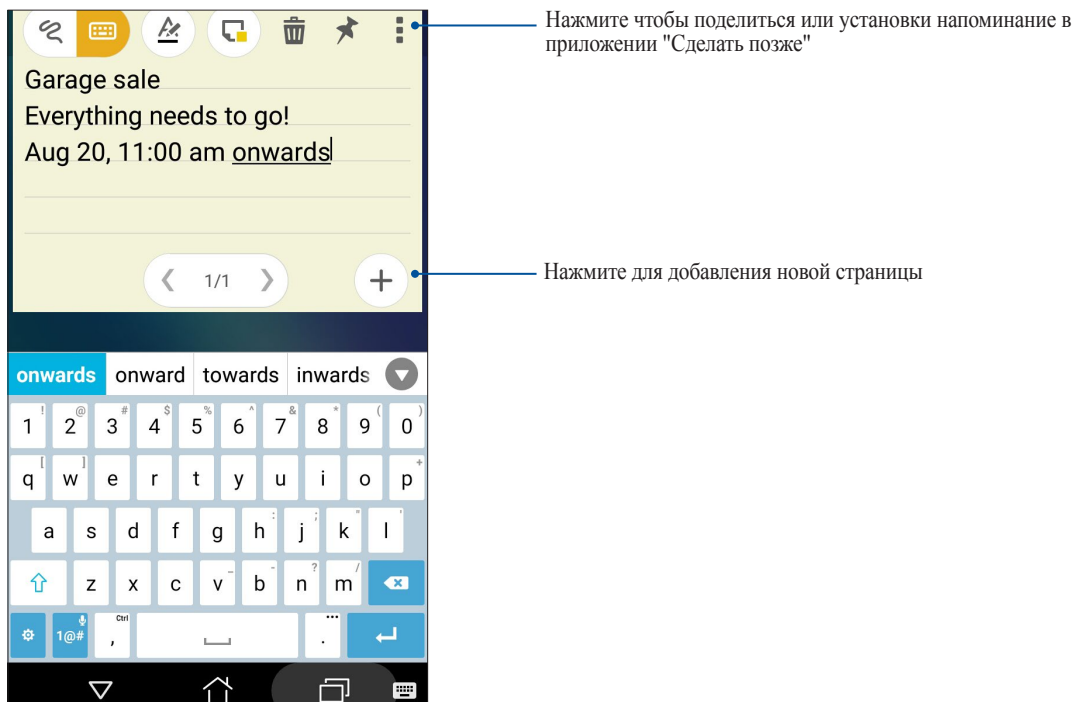 Нажмите чтобы поделиться или установки напоминание в
приложении "Сделать позже"
Garage sale
Everything needs to go!
Aug 20, 11:00 am onwards
1/1
Нажмите для добавления новой страницы
onwards onward towards inwards
! @ # $ % ^ & * ( )
1 2 3 4 5 6 7 8 9 0
[ ] +
q w e r t y u i o p
: ; " '
a s d f g h j k l
_ - ? /
z x c v b n m
Ctrl ...
1@# , .